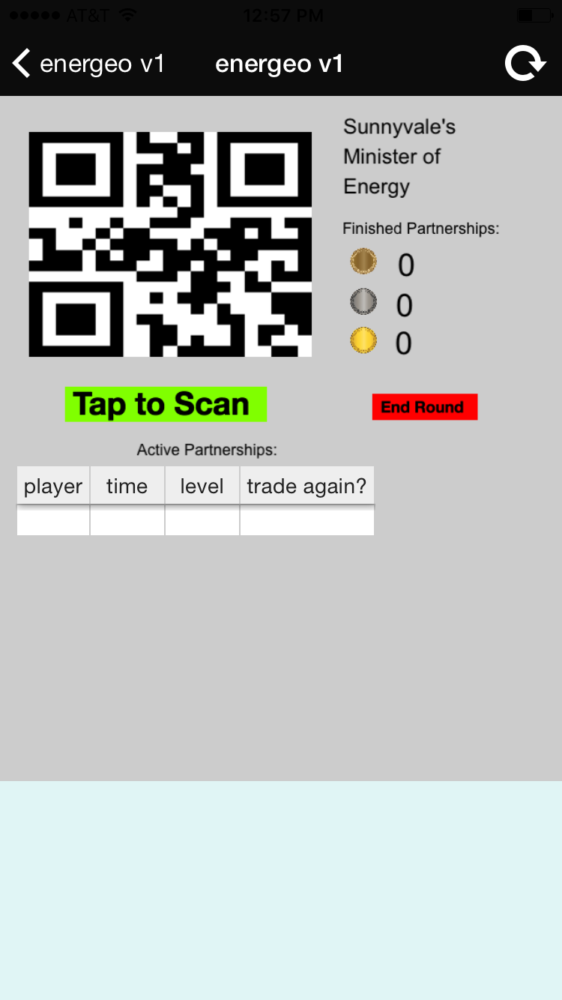 AT&T 12:57 PM
energeo v1 energeo v1
Sunnyvale's
Minister of
Energy
Finished Partnerships:
0
0
0
Tap to Scan End Round
Active Partnerships:
player time level trade again?